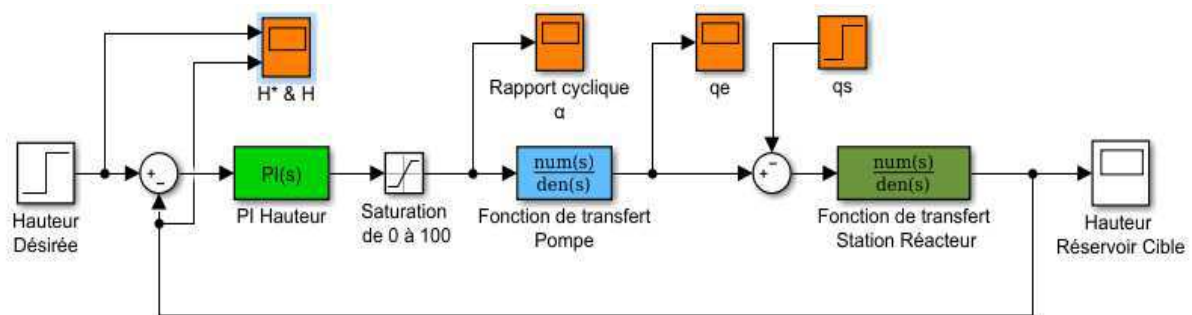 H* & H
Rapport cyclique
α
qe
qs
+
−
PI(s)
num(s)
den(s)
+
−
num(s)
den(s)
Hauteur
Désirée
PI Hauteur
Saturation
de 0 à 100
Fonction de transfert
Pompe
Fonction de transfert
Station Réacteur
Hauteur
Réservoir Cible